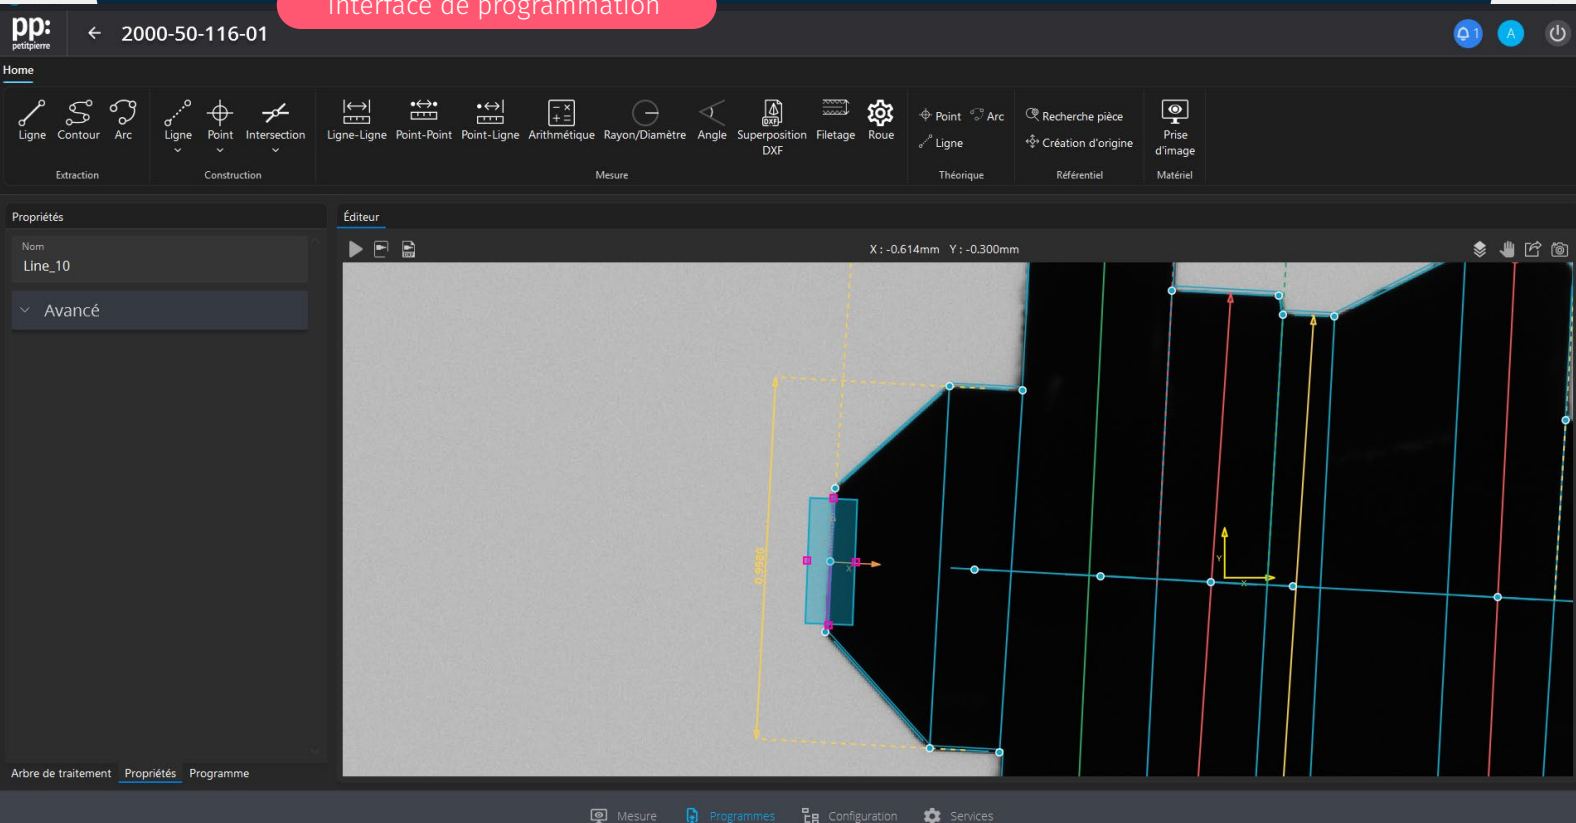 Interface de programmation
pp:
petitpierre
2000-50-116-01
1
A
Home
Ligne
Contour
Arc
Ligne
Point
Intersection
Ligne-Ligne
Point-Point
Point-Ligne
Arithmétique
Rayon/Diamètre
Angle
Superposition
DXF
Filetage
Roue
Point
Arc
Ligne
Recherche pièce
Création d'origine
Prise
d'image
Extraction
Construction
Mesure
Théorique
Référentiel
Matériel
Propriétés
Nom
Line_10
Avancé
Éditeur
X : -0.614mm Y : -0.300mm
X
Y
X
Arbre de traitement
Propriétés
Programme
Mesure
Programmes
Configuration
Services